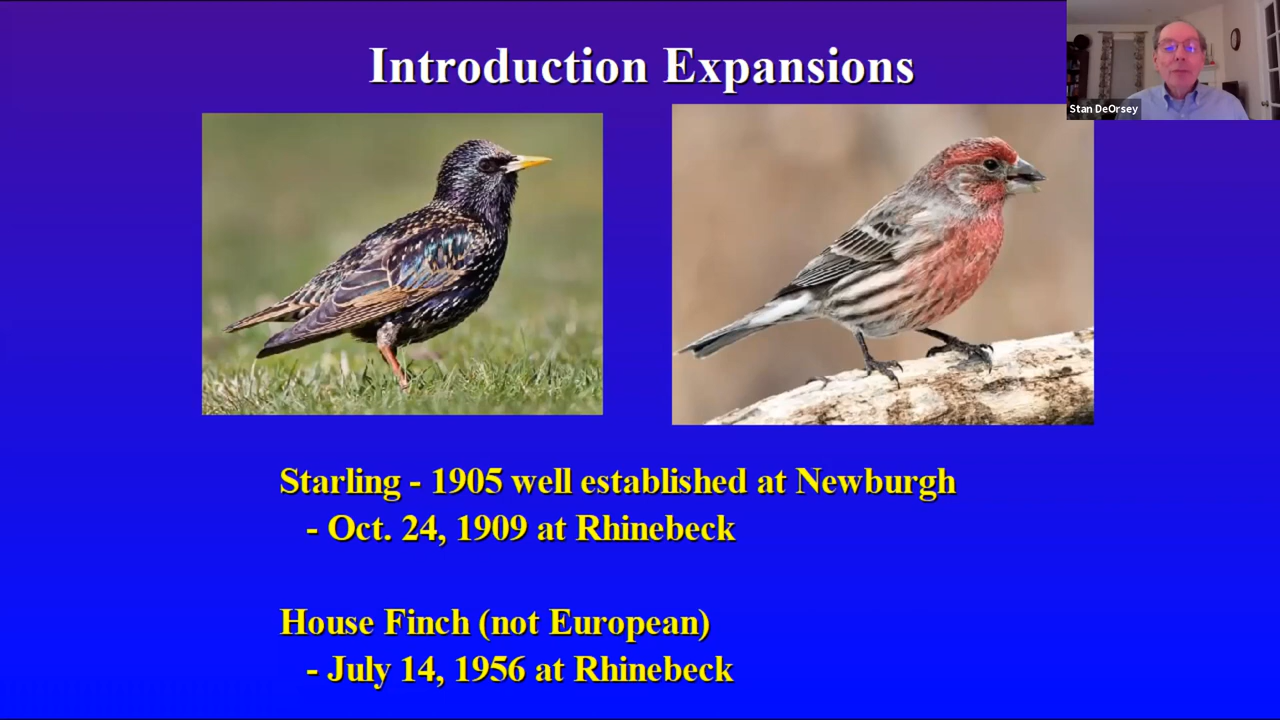 Introduction Expansions
Stan DeOrsey
Starling - 1905 well established at Newburgh
- Oct. 24, 1909 at Rhinebeck
House Finch (not European)
- July 14, 1956 at Rhinebeck